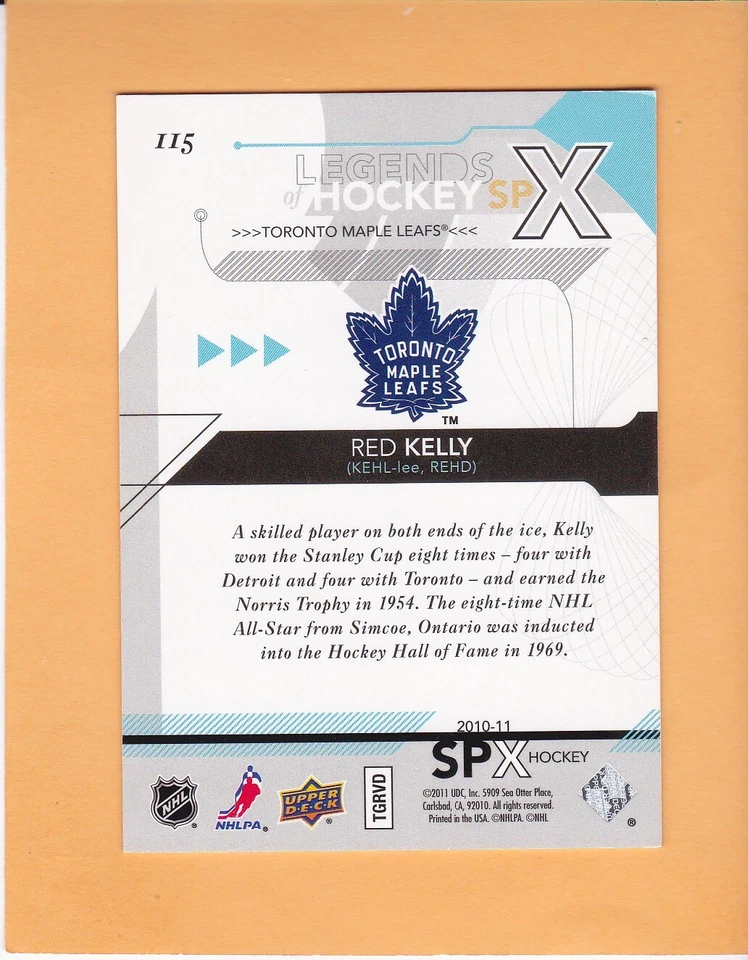 115
LEGENDS
of HOCKEY SPX
>>>TORONTO MAPLE LEAFS®<<<
TORONTO
MAPLE
LEAFS
TM
RED KELLY
(KEHL-lee, REHD)
A skilled player on both ends of the ice, Kelly
won the Stanley Cup eight times – four with
Detroit and four with Toronto – and earned the
Norris Trophy in 1954. The eight-time NHL
All-Star from Simcoe, Ontario was inducted
into the Hockey Hall of Fame in 1969.
2010-11
SPX HOCKEY
NHL ®
NHLPA®
UPPER
D·E·C·K ®
TGRVD
©2011 UDC, Inc. 5909 Sea Otter Place,
Carlsbad, CA, 92010. All rights reserved.
Printed in the USA. ©NHLPA. ©NHL
®